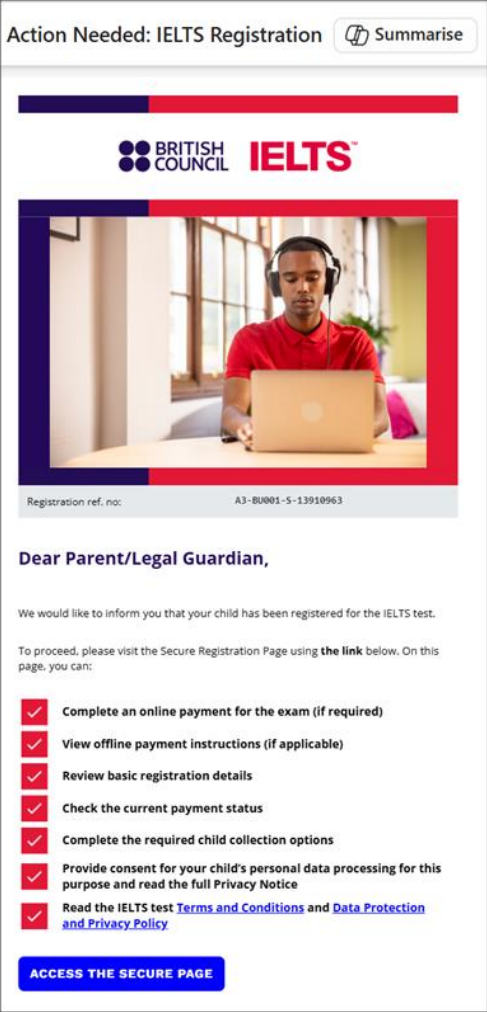 Action Needed: IELTS Registration Summarise
BRITISH
COUNCIL
IELTS™
Registration ref. no: A3-BU001-S-13910963
Dear Parent/Legal Guardian,
We would like to inform you that your child has been registered for the IELTS test.
To proceed, please visit the Secure Registration Page using the link below. On this
page, you can:
Complete an online payment for the exam (if required)
View offline payment instructions (if applicable)
Review basic registration details
Check the current payment status
Complete the required child collection options
Provide consent for your child's personal data processing for this
purpose and read the full Privacy Notice
Read the IELTS test Terms and Conditions and Data Protection
and Privacy Policy
ACCESS THE SECURE PAGE